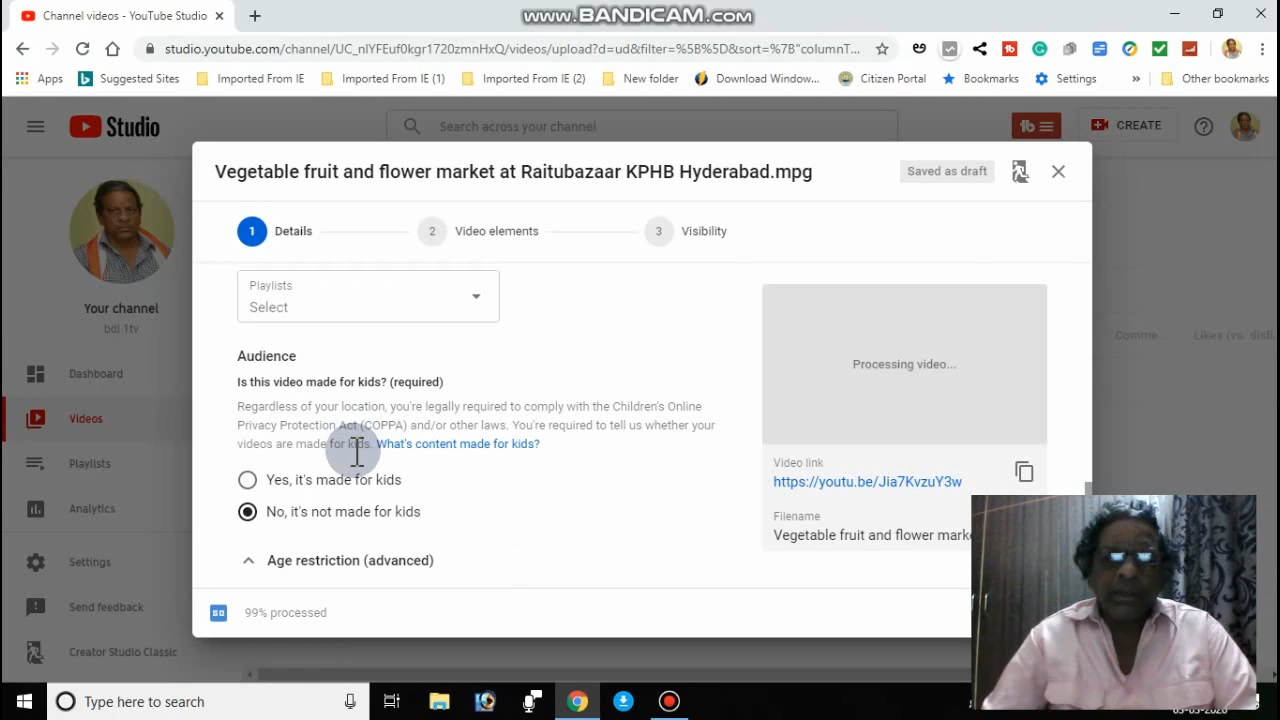 WWW.BANDICAM.COM
Channel videos - YouTube Studio
studio.youtube.com/channel/UC_nlYFEuf0kgr1720zmnHxQ/videos/upload?d=ud&filter=%5B%5D&sort=%7B"columnT...
Apps Suggested Sites Imported From IE Imported From IE (1) Imported From IE (2) New folder Download Window... Citizen Portal Bookmarks Settings » Other bookmarks
Studio
Search across your channel
CREATE
Vegetable fruit and flower market at Raitubazaar KPHB Hyderabad.mpg
Saved as draft
1 Details 2 Video elements 3 Visibility
Your channel
bdl 1tv
Dashboard
Videos
Playlists
Analytics
Settings
Send feedback
Creator Studio Classic
Playlists
Select
Audience
Is this video made for kids? (required)
Regardless of your location, you're legally required to comply with the Children's Online
Privacy Protection Act (COPPA) and/or other laws. You're required to tell us whether your
videos are made for kids. What's content made for kids?
Yes, it's made for kids
No, it's not made for kids
Age restriction (advanced)
99% processed
Processing video...
Video link
https://youtu.be/Jia7KvzuY3w
Filename
Vegetable fruit and flower marke
Comme...
Likes (vs. disli...
Type here to search